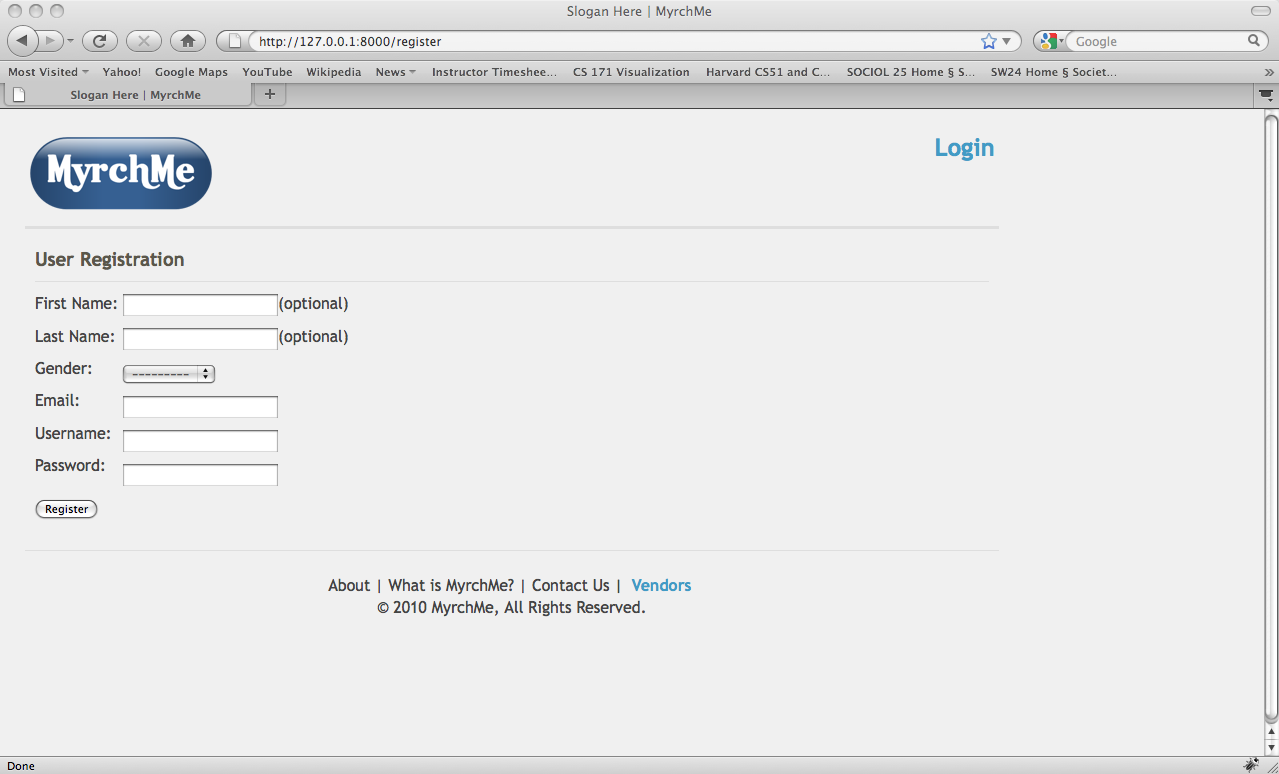 Slogan Here | MyrchMe
http://127.0.0.1:8000/register
Google
Most Visited Yahoo! Google Maps YouTube Wikipedia News Instructor Timeshee... CS 171 Visualization Harvard CS51 and C... SOCIOL 25 Home § S... SW24 Home § Societ... »
Slogan Here | MyrchMe +
MyrchMe
Login
User Registration
First Name: (optional)
Last Name: (optional)
Gender: ---------
Email:
Username:
Password:
Register
About | What is MyrchMe? | Contact Us | Vendors
© 2010 MyrchMe, All Rights Reserved.
Done